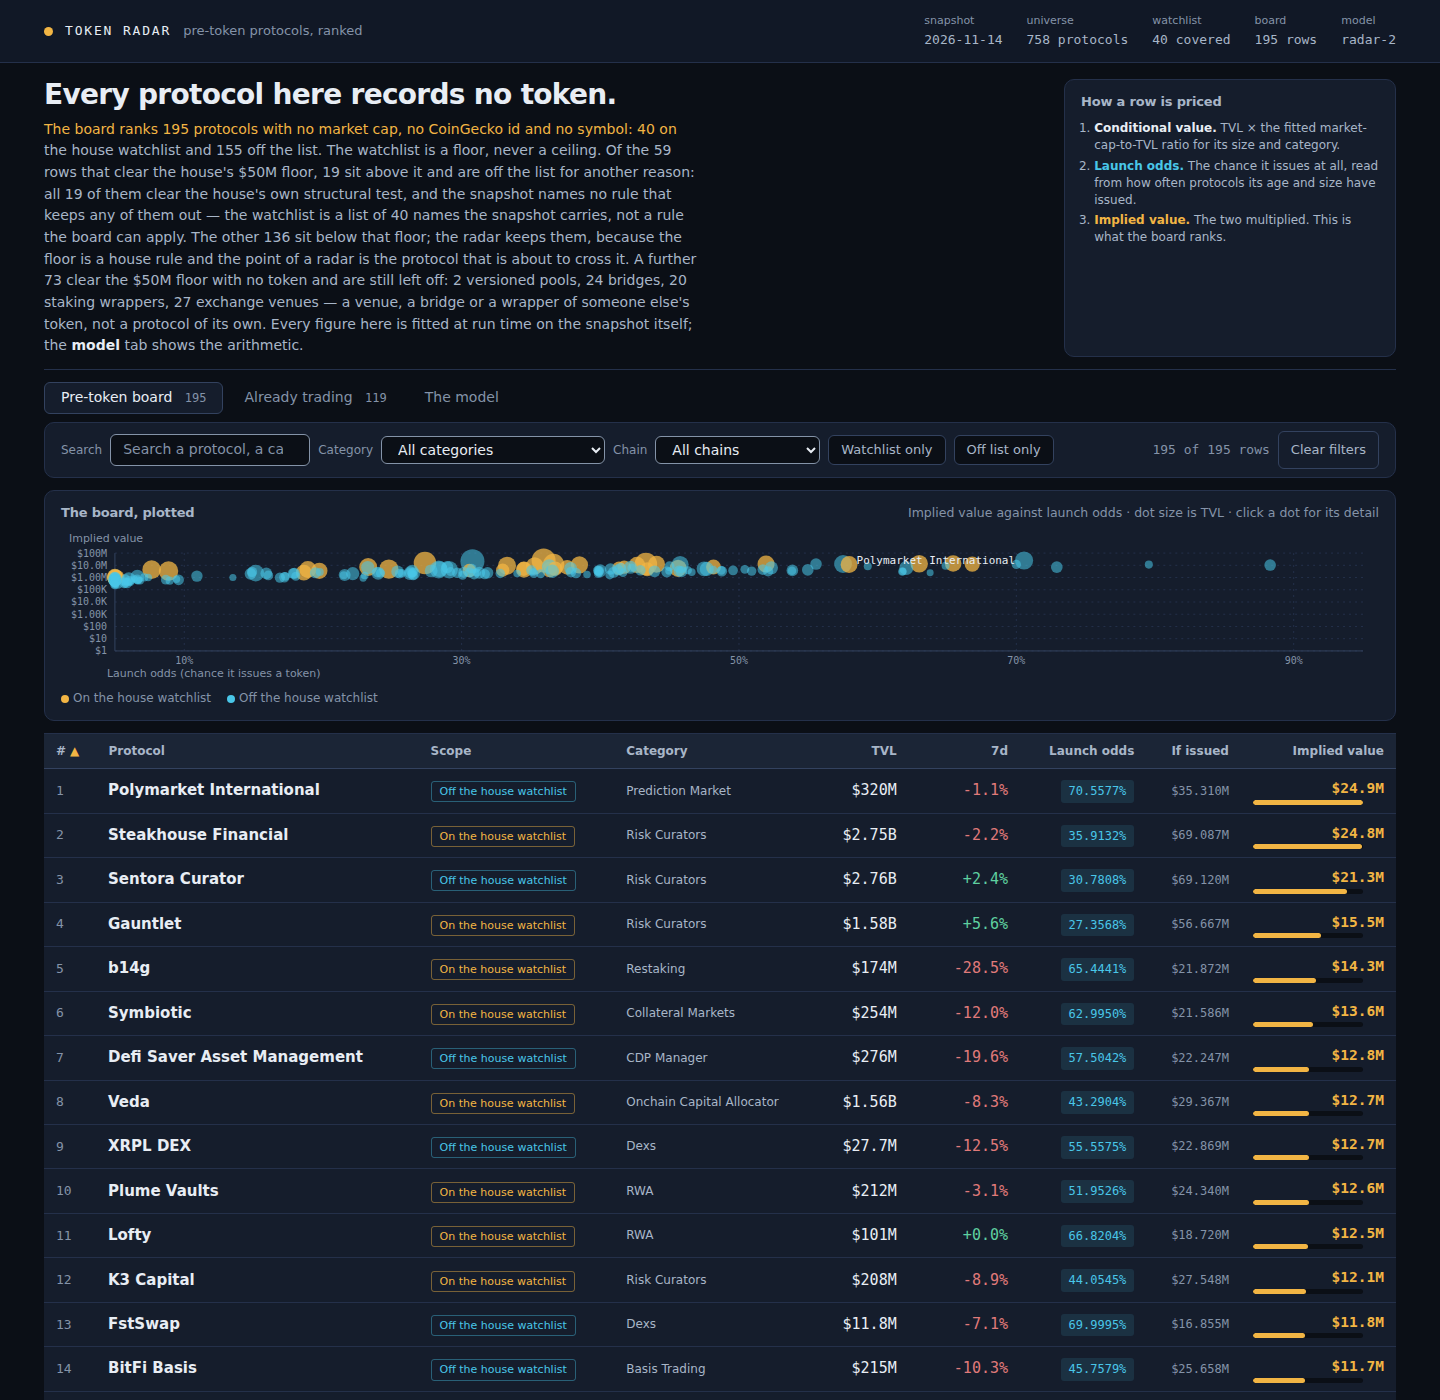 TOKEN RADAR pre-token protocols, ranked
snapshot universe watchlist board model
2026-11-14 758 protocols 40 covered 195 rows radar-2
Every protocol here records no token.
The board ranks 195 protocols with no market cap, no CoinGecko id and no symbol: 40 on
the house watchlist and 155 off the list. The watchlist is a floor, never a ceiling. Of the 59
rows that clear the house's $50M floor, 19 sit above it and are off the list for another reason:
all 19 of them clear the house's own structural test, and the snapshot names no rule that
keeps any of them out — the watchlist is a list of 40 names the snapshot carries, not a rule
the board can apply. The other 136 sit below that floor; the radar keeps them, because the
floor is a house rule and the point of a radar is the protocol that is about to cross it. A further
73 clear the $50M floor with no token and are still left off: 2 versioned pools, 24 bridges, 20
staking wrappers, 27 exchange venues — a venue, a bridge or a wrapper of someone else's
token, not a protocol of its own. Every figure here is fitted at run time on the snapshot itself;
the model tab shows the arithmetic.
How a row is priced
1. Conditional value. TVL × the fitted market-
cap-to-TVL ratio for its size and category.
2. Launch odds. The chance it issues at all, read
from how often protocols its age and size have
issued.
3. Implied value. The two multiplied. This is
what the board ranks.
Pre-token board 195 Already trading 119 The model
Search Search a protocol, a ca Category All categories Chain All chains Watchlist only Off list only 195 of 195 rows Clear filters
The board, plotted Implied value against launch odds · dot size is TVL · click a dot for its detail
Implied value
$100M
$10.0M
$1.00M
$100K
$10.0K
$1.00K
$100
$10
$1
Polymarket International
10% 30% 50% 70% 90%
Launch odds (chance it issues a token)
On the house watchlist Off the house watchlist
# ▲ Protocol Scope Category TVL 7d Launch odds If issued Implied value
1 Polymarket International Off the house watchlist Prediction Market $320M -1.1% 70.5577% $35.310M $24.9M
2 Steakhouse Financial On the house watchlist Risk Curators $2.75B -2.2% 35.9132% $69.087M $24.8M
3 Sentora Curator Off the house watchlist Risk Curators $2.76B +2.4% 30.7808% $69.120M $21.3M
4 Gauntlet On the house watchlist Risk Curators $1.58B +5.6% 27.3568% $56.667M $15.5M
5 b14g On the house watchlist Restaking $174M -28.5% 65.4441% $21.872M $14.3M
6 Symbiotic On the house watchlist Collateral Markets $254M -12.0% 62.9950% $21.586M $13.6M
7 Defi Saver Asset Management Off the house watchlist CDP Manager $276M -19.6% 57.5042% $22.247M $12.8M
8 Veda On the house watchlist Onchain Capital Allocator $1.56B -8.3% 43.2904% $29.367M $12.7M
9 XRPL DEX Off the house watchlist Dexs $27.7M -12.5% 55.5575% $22.869M $12.7M
10 Plume Vaults On the house watchlist RWA $212M -3.1% 51.9526% $24.340M $12.6M
11 Lofty On the house watchlist RWA $101M +0.0% 66.8204% $18.720M $12.5M
12 K3 Capital On the house watchlist Risk Curators $208M -8.9% 44.0545% $27.548M $12.1M
13 FstSwap Off the house watchlist Dexs $11.8M -7.1% 69.9995% $16.855M $11.8M
14 BitFi Basis Off the house watchlist Basis Trading $215M -10.3% 45.7579% $25.658M $11.7M